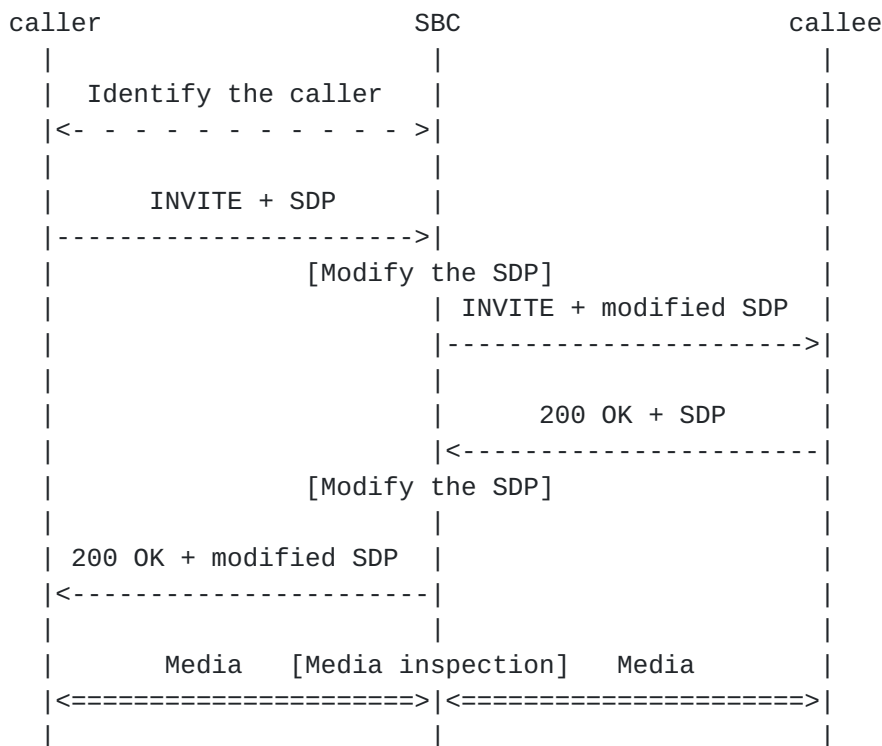 caller SBC callee
Identify the caller
INVITE + SDP
[Modify the SDP]
INVITE + modified SDP
200 OK + SDP
[Modify the SDP]
200 OK + modified SDP
Media [Media inspection] Media